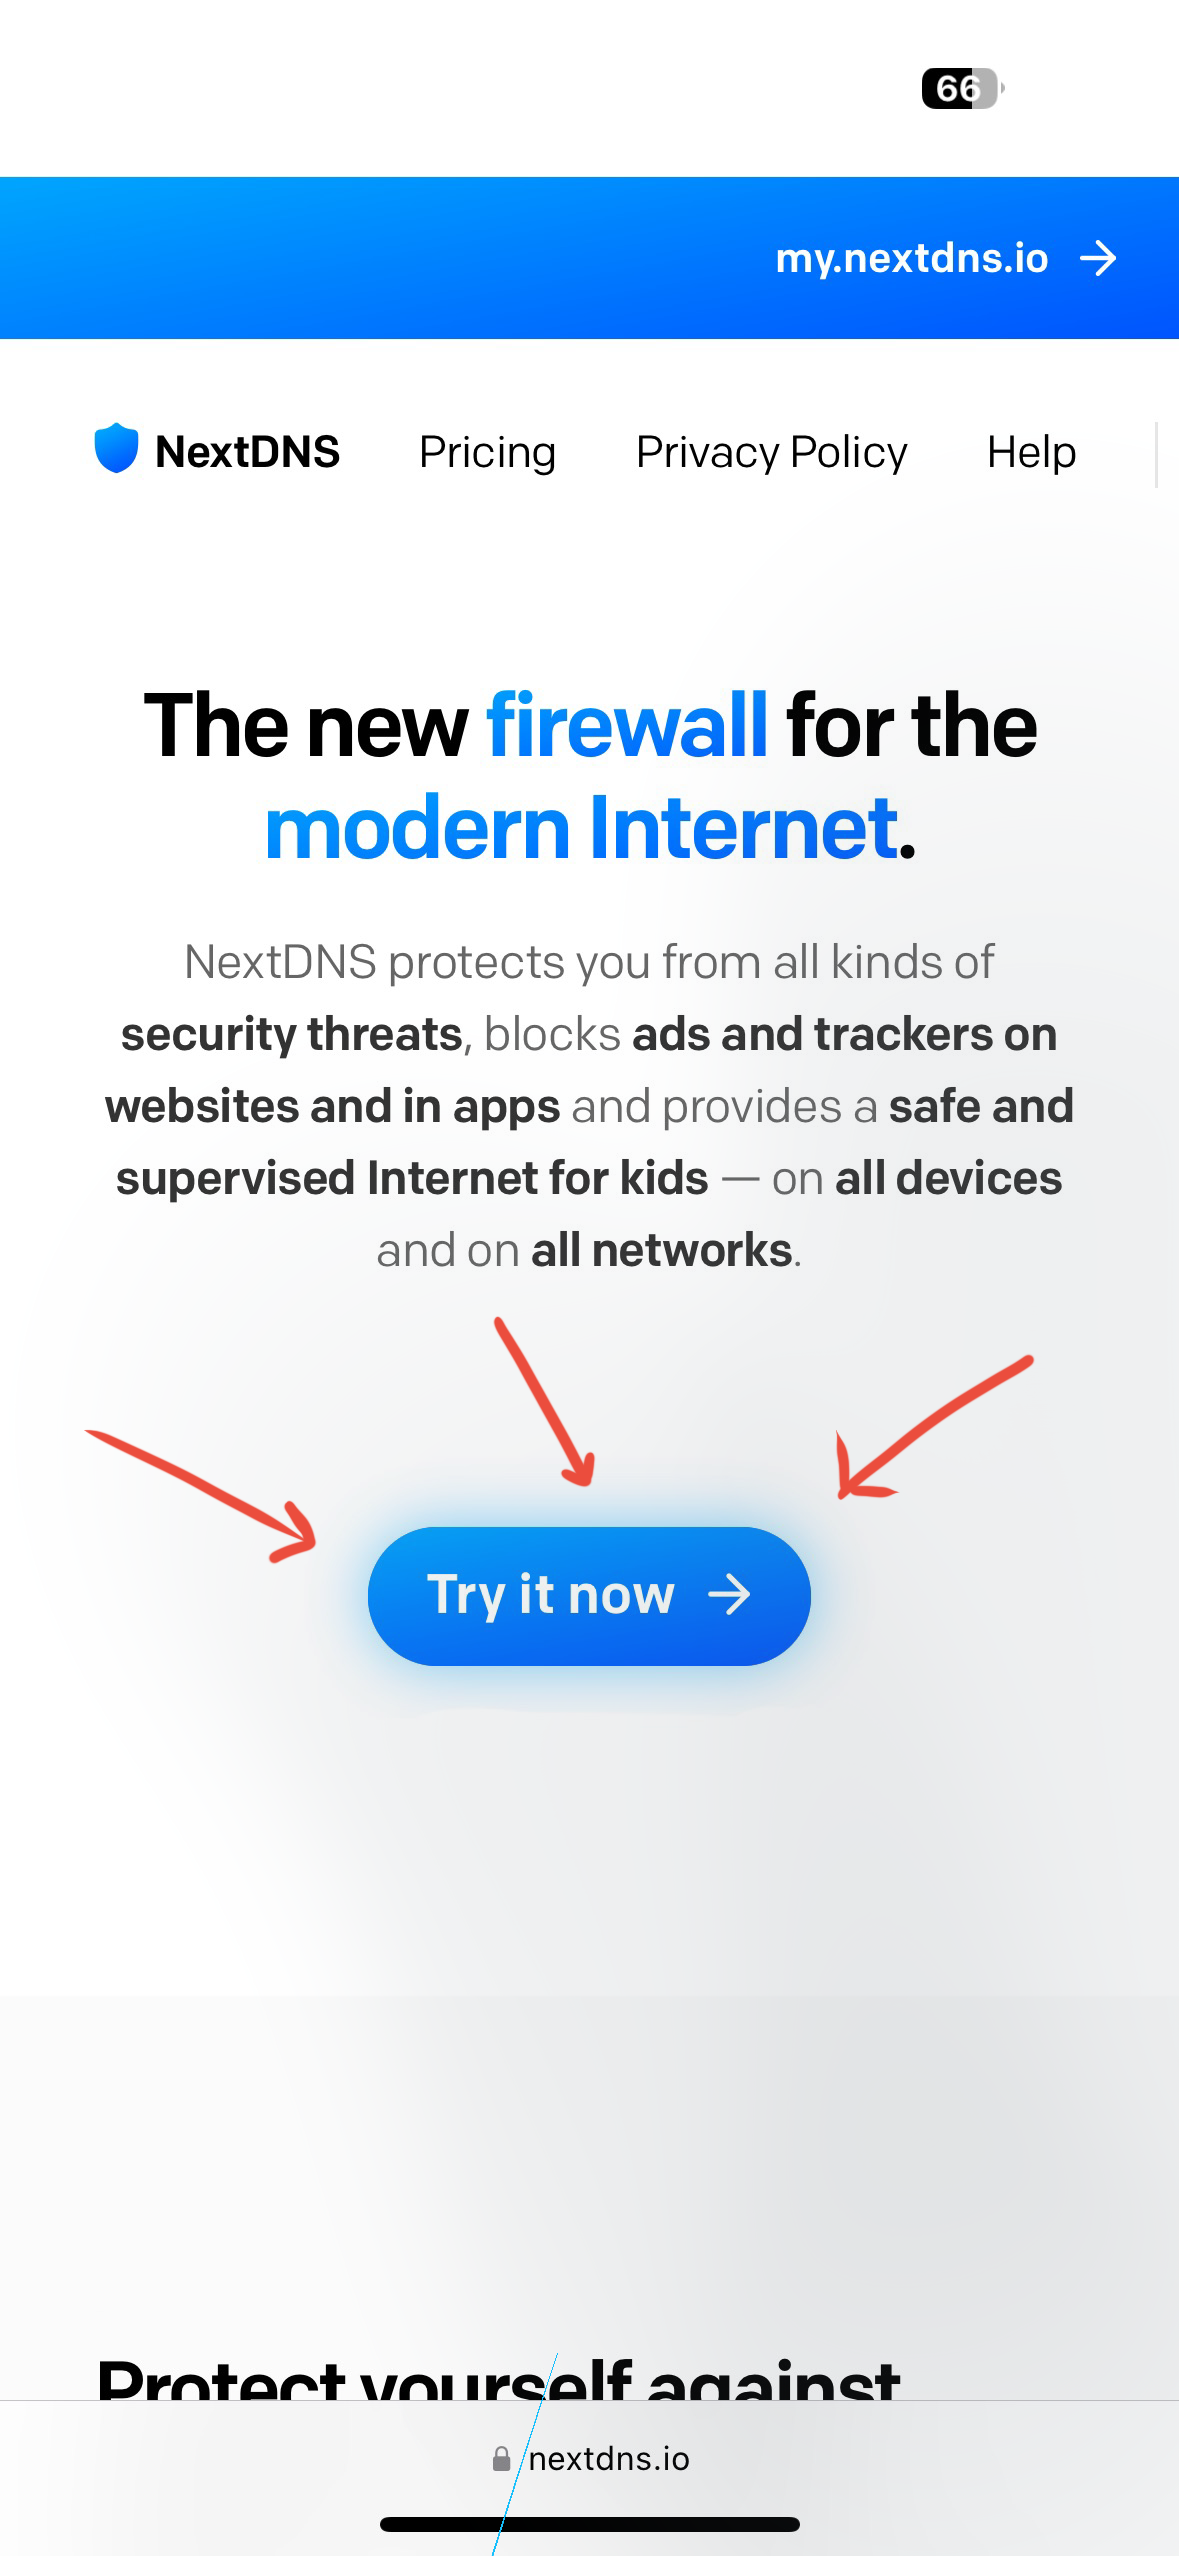 66
my.nextdns.io →
NextDNS Pricing Privacy Policy Help
The new firewall for the
modern Internet.
NextDNS protects you from all kinds of
security threats, blocks ads and trackers on
websites and in apps and provides a safe and
supervised Internet for kids — on all devices
and on all networks.
Try it now →
Protect yourself against
nextdns.io